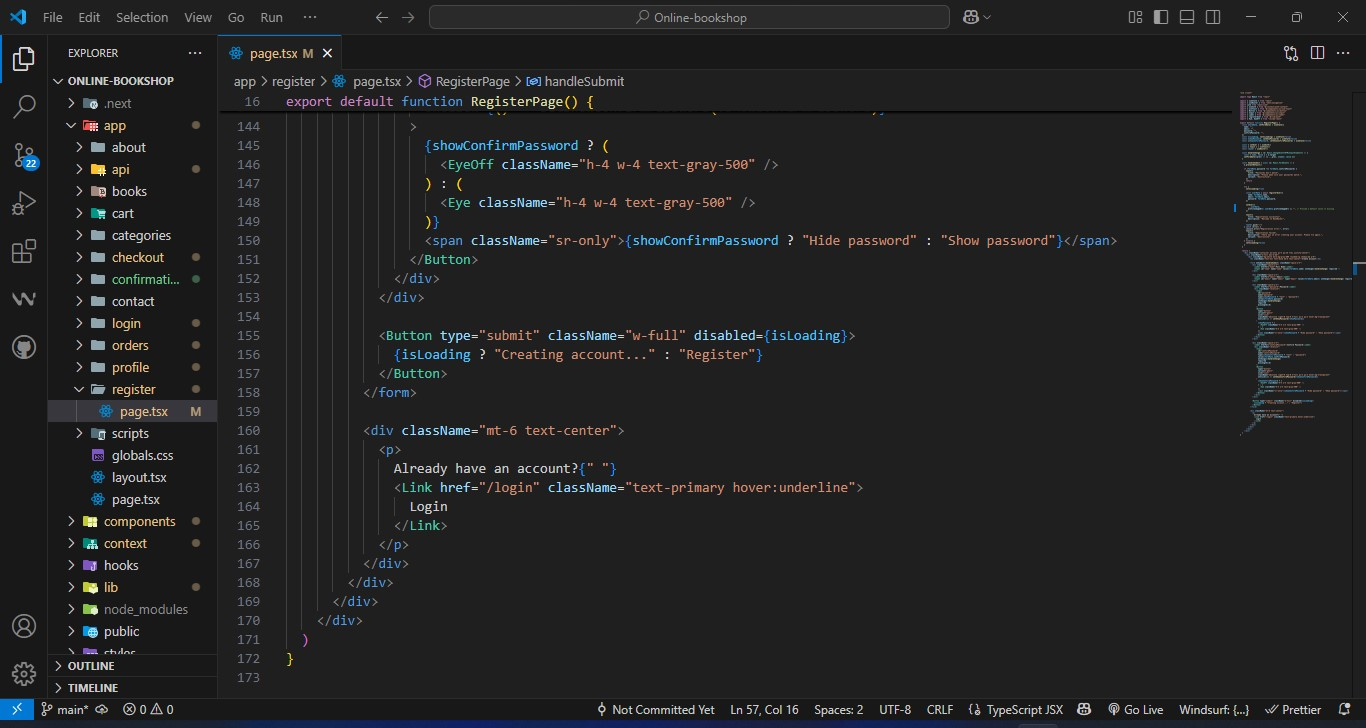 File Edit Selection View Go Run ···
Online-bookshop
EXPLORER ···
page.tsx M
ONLINE-BOOKSHOP
app > register > page.tsx > RegisterPage > handleSubmit
.next
app
about
api
books
cart
categories
checkout
confirmati...
contact
login
orders
profile
register
page.tsx M
scripts
globals.css
layout.tsx
page.tsx
components
context
hooks
lib
node_modules
public
styles
OUTLINE
TIMELINE
22
16 export default function RegisterPage() {
144 >
145 {showConfirmPassword ? (
146 <EyeOff className="h-4 w-4 text-gray-500" />
147 ) : (
148 <Eye className="h-4 w-4 text-gray-500" />
149 )}
150 <span className="sr-only">{showConfirmPassword ? "Hide password" : "Show password"}</span>
151 </Button>
152 </div>
153 </div>
154
155 <Button type="submit" className="w-full" disabled={isLoading}>
156 {isLoading ? "Creating account..." : "Register"}
157 </Button>
158 </form>
159
160 <div className="mt-6 text-center">
161 <p>
162 Already have an account?{" "}
163 <Link href="/login" className="text-primary hover:underline">
164 Login
165 </Link>
166 </p>
167 </div>
168 </div>
169 </div>
170 </div>
171 )
172 }
173
main* 0 0 Not Committed Yet Ln 57, Col 16 Spaces: 2 UTF-8 CRLF {} TypeScript JSX Go Live Windsurf: {...} Prettier